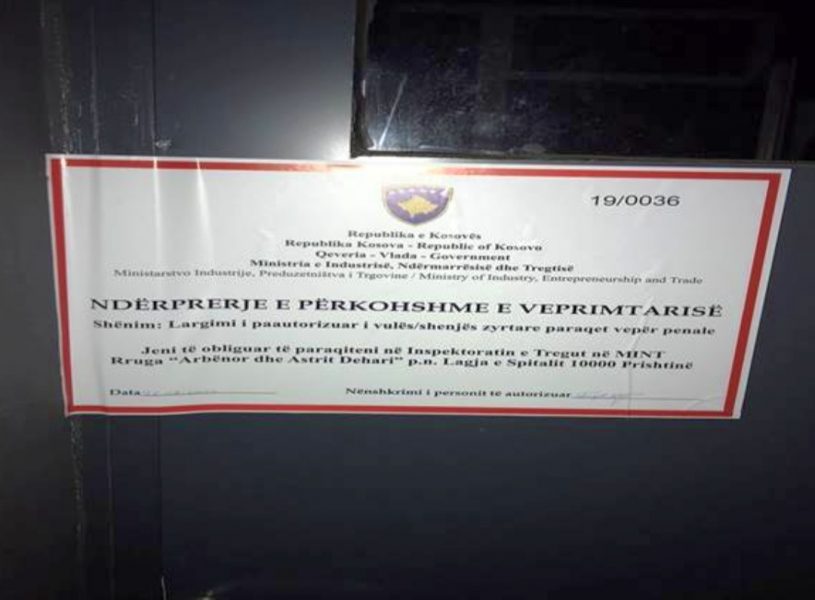 19/0036
Republika e Kosovës
Republika Kosova - Republic of Kosovo
Qeveria - Vlada - Government
Ministria e Industrisë, Ndërmarrësisë dhe Tregtisë
Ministarstvo Industrije, Preduzetništva i Trgovine / Ministry of Industry, Entrepreneurship and Trade
NDËRPRERJE E PËRKOHSHME E VEPRIMTARISË
Shënim: Largimi i paautorizuar i vulës/shenjës zyrtare paraqet vepër penale
Jeni të obliguar të paraqiteni në Inspektoratin e Tregut në MINT
Rruga "Arbënor dhe Astrit Dehari" p.n. Lagja e Spitalit 10000 Prishtinë
Data
Nënshkrimi i personit të autorizuar